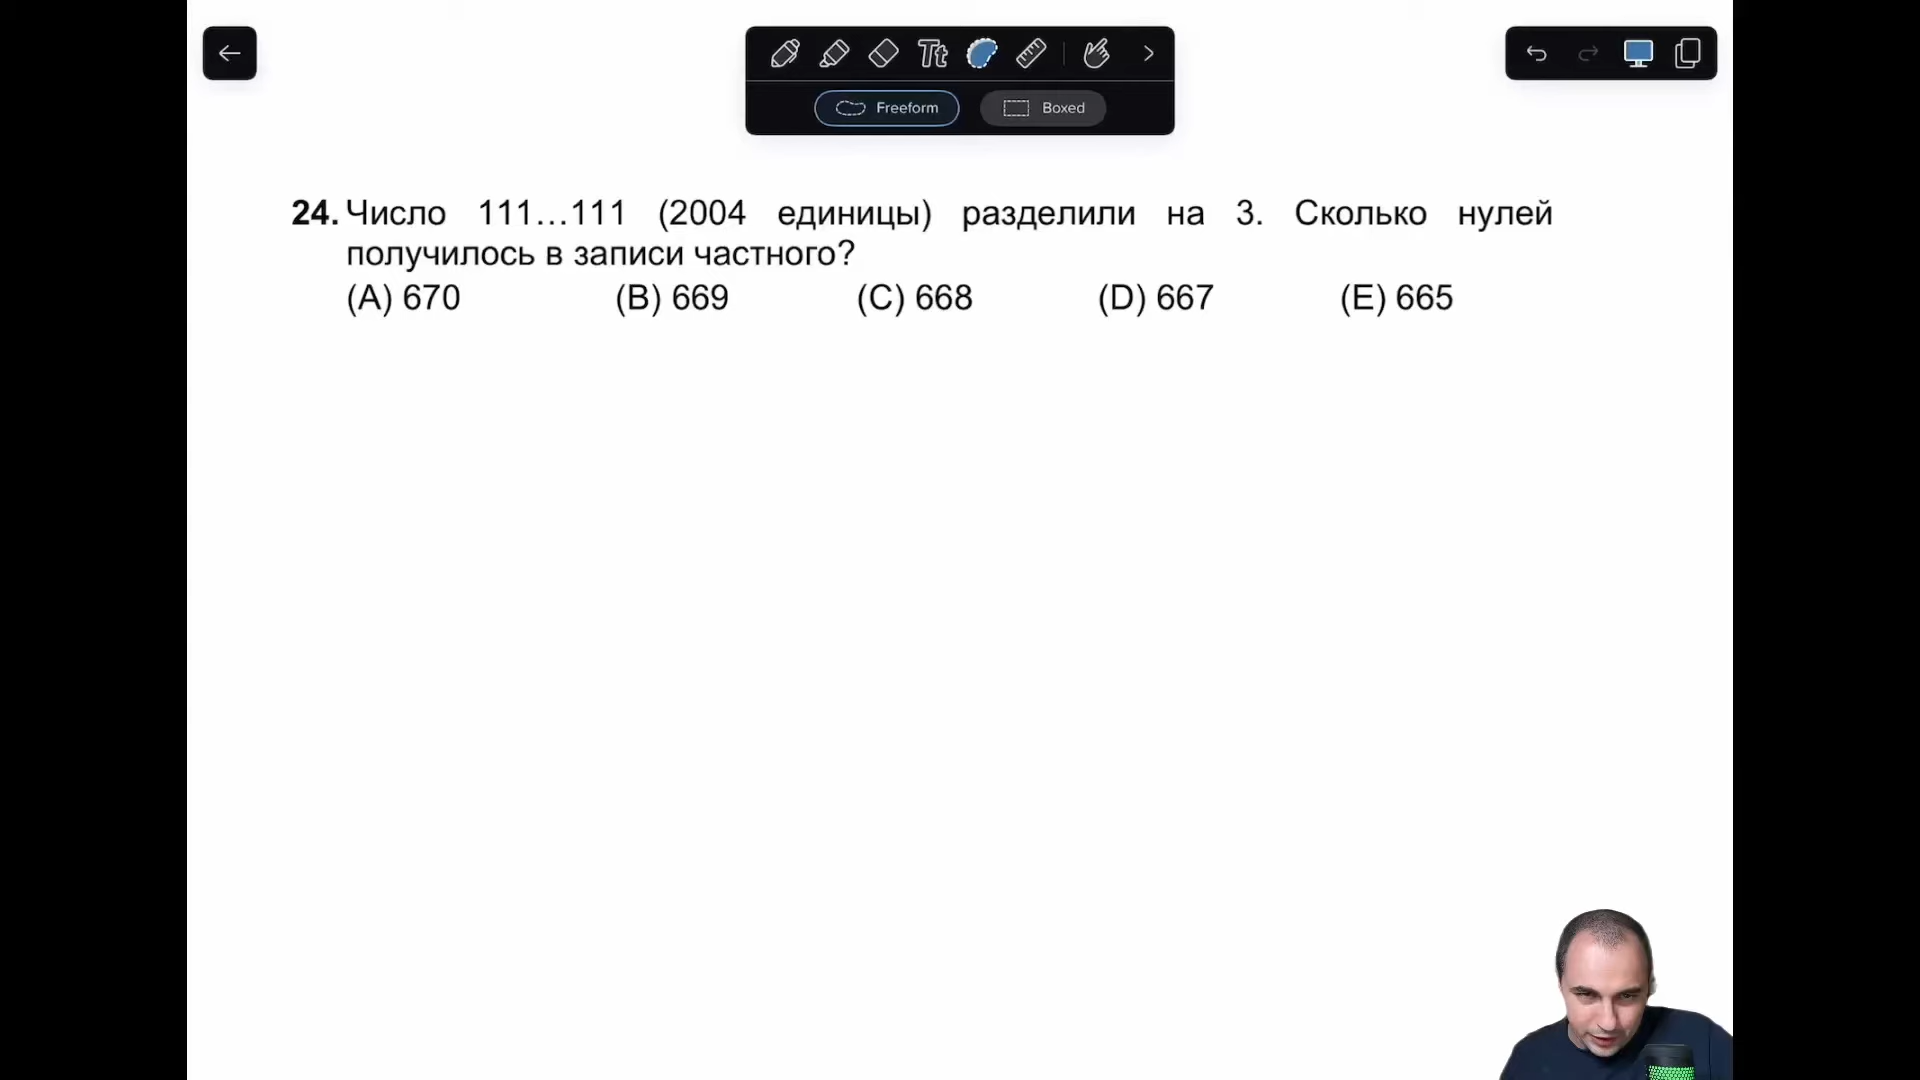 Tt
Freeform
Boxed
24. Число 111...111 (2004 единицы) разделили на 3. Сколько нулей
получилось в записи частного?
(A) 670 (B) 669 (C) 668 (D) 667 (E) 665